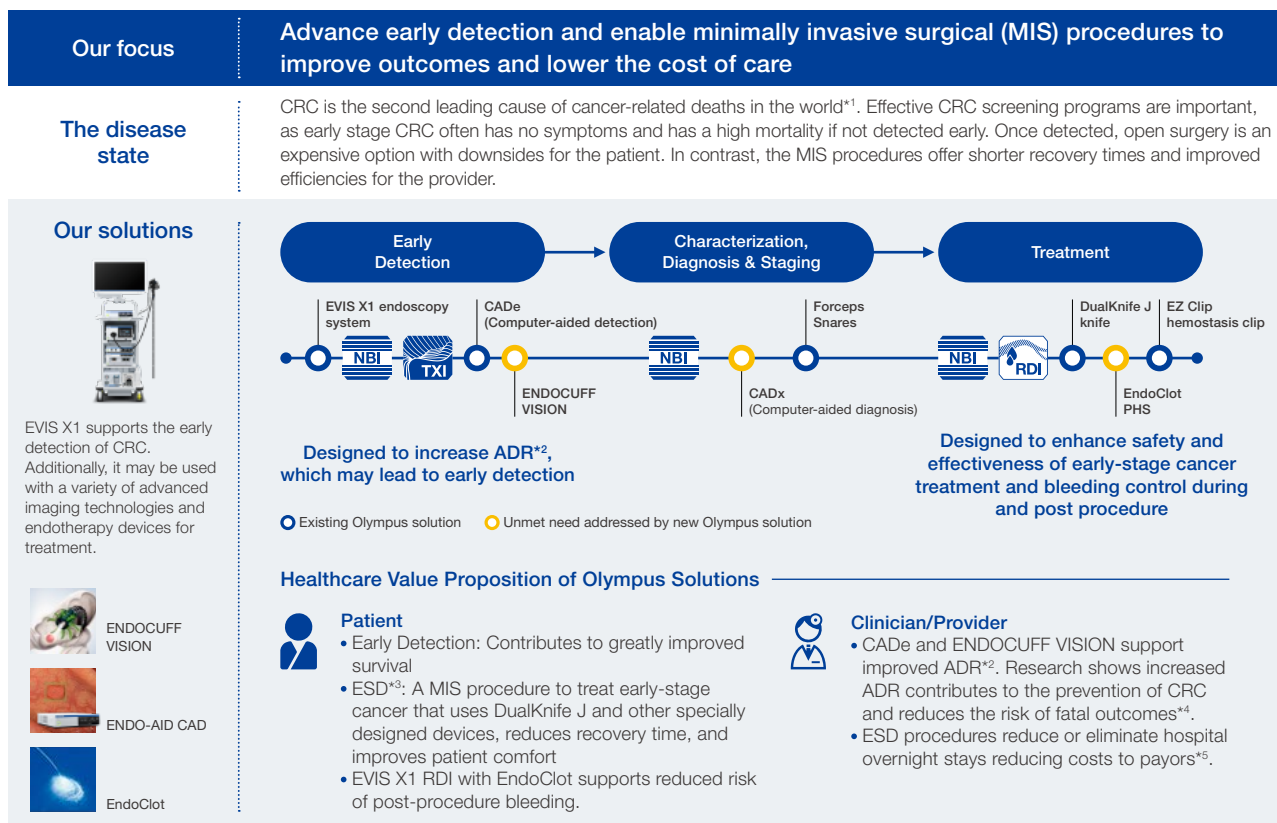 Our focus
Advance early detection and enable minimally invasive surgical (MIS) procedures to
improve outcomes and lower the cost of care
The disease
state
CRC is the second leading cause of cancer-related deaths in the world*1. Effective CRC screening programs are important,
as early stage CRC often has no symptoms and has a high mortality if not detected early. Once detected, open surgery is an
expensive option with downsides for the patient. In contrast, the MIS procedures offer shorter recovery times and improved
efficiencies for the provider.
Our solutions
EVIS X1 supports the early
detection of CRC.
Additionally, it may be used
with a variety of advanced
imaging technologies and
endotherapy devices for
treatment.
ENDOCUFF
VISION
ENDO-AID CAD
EndoClot
Early
Detection
Characterization,
Diagnosis & Staging
Treatment
EVIS X1 endoscopy
system
CADe
(Computer-aided detection)
Forceps
Snares
DualKnife J
knife
EZ Clip
hemostasis clip
NBI
TXI
NBI
NBI
RDI
ENDOCUFF
VISION
CADx
(Computer-aided diagnosis)
EndoClot
PHS
Designed to increase ADR*2,
which may lead to early detection
Designed to enhance safety and
effectiveness of early-stage cancer
treatment and bleeding control during
and post procedure
Existing Olympus solution
Unmet need addressed by new Olympus solution
Healthcare Value Proposition of Olympus Solutions
Patient
• Early Detection: Contributes to greatly improved
survival
• ESD*3: A MIS procedure to treat early-stage
cancer that uses DualKnife J and other specially
designed devices, reduces recovery time, and
improves patient comfort
• EVIS X1 RDI with EndoClot supports reduced risk
of post-procedure bleeding.
Clinician/Provider
• CADe and ENDOCUFF VISION support
improved ADR*2. Research shows increased
ADR contributes to the prevention of CRC
and reduces the risk of fatal outcomes*4.
• ESD procedures reduce or eliminate hospital
overnight stays reducing costs to payors*5.